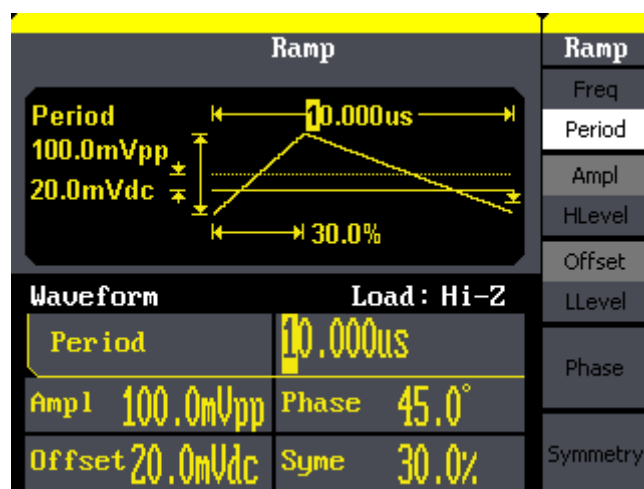 Ramp
Period 10.000us
100.0mVpp
20.0mVdc
30.0%
Waveform Load: Hi-Z
Period 10.000us
Ampl 100.0mVpp Phase 45.0°
Offset 20.0mVdc Syme 30.0%
Ramp
Freq
Period
Ampl
HLevel
Offset
LLevel
Phase
Symmetry